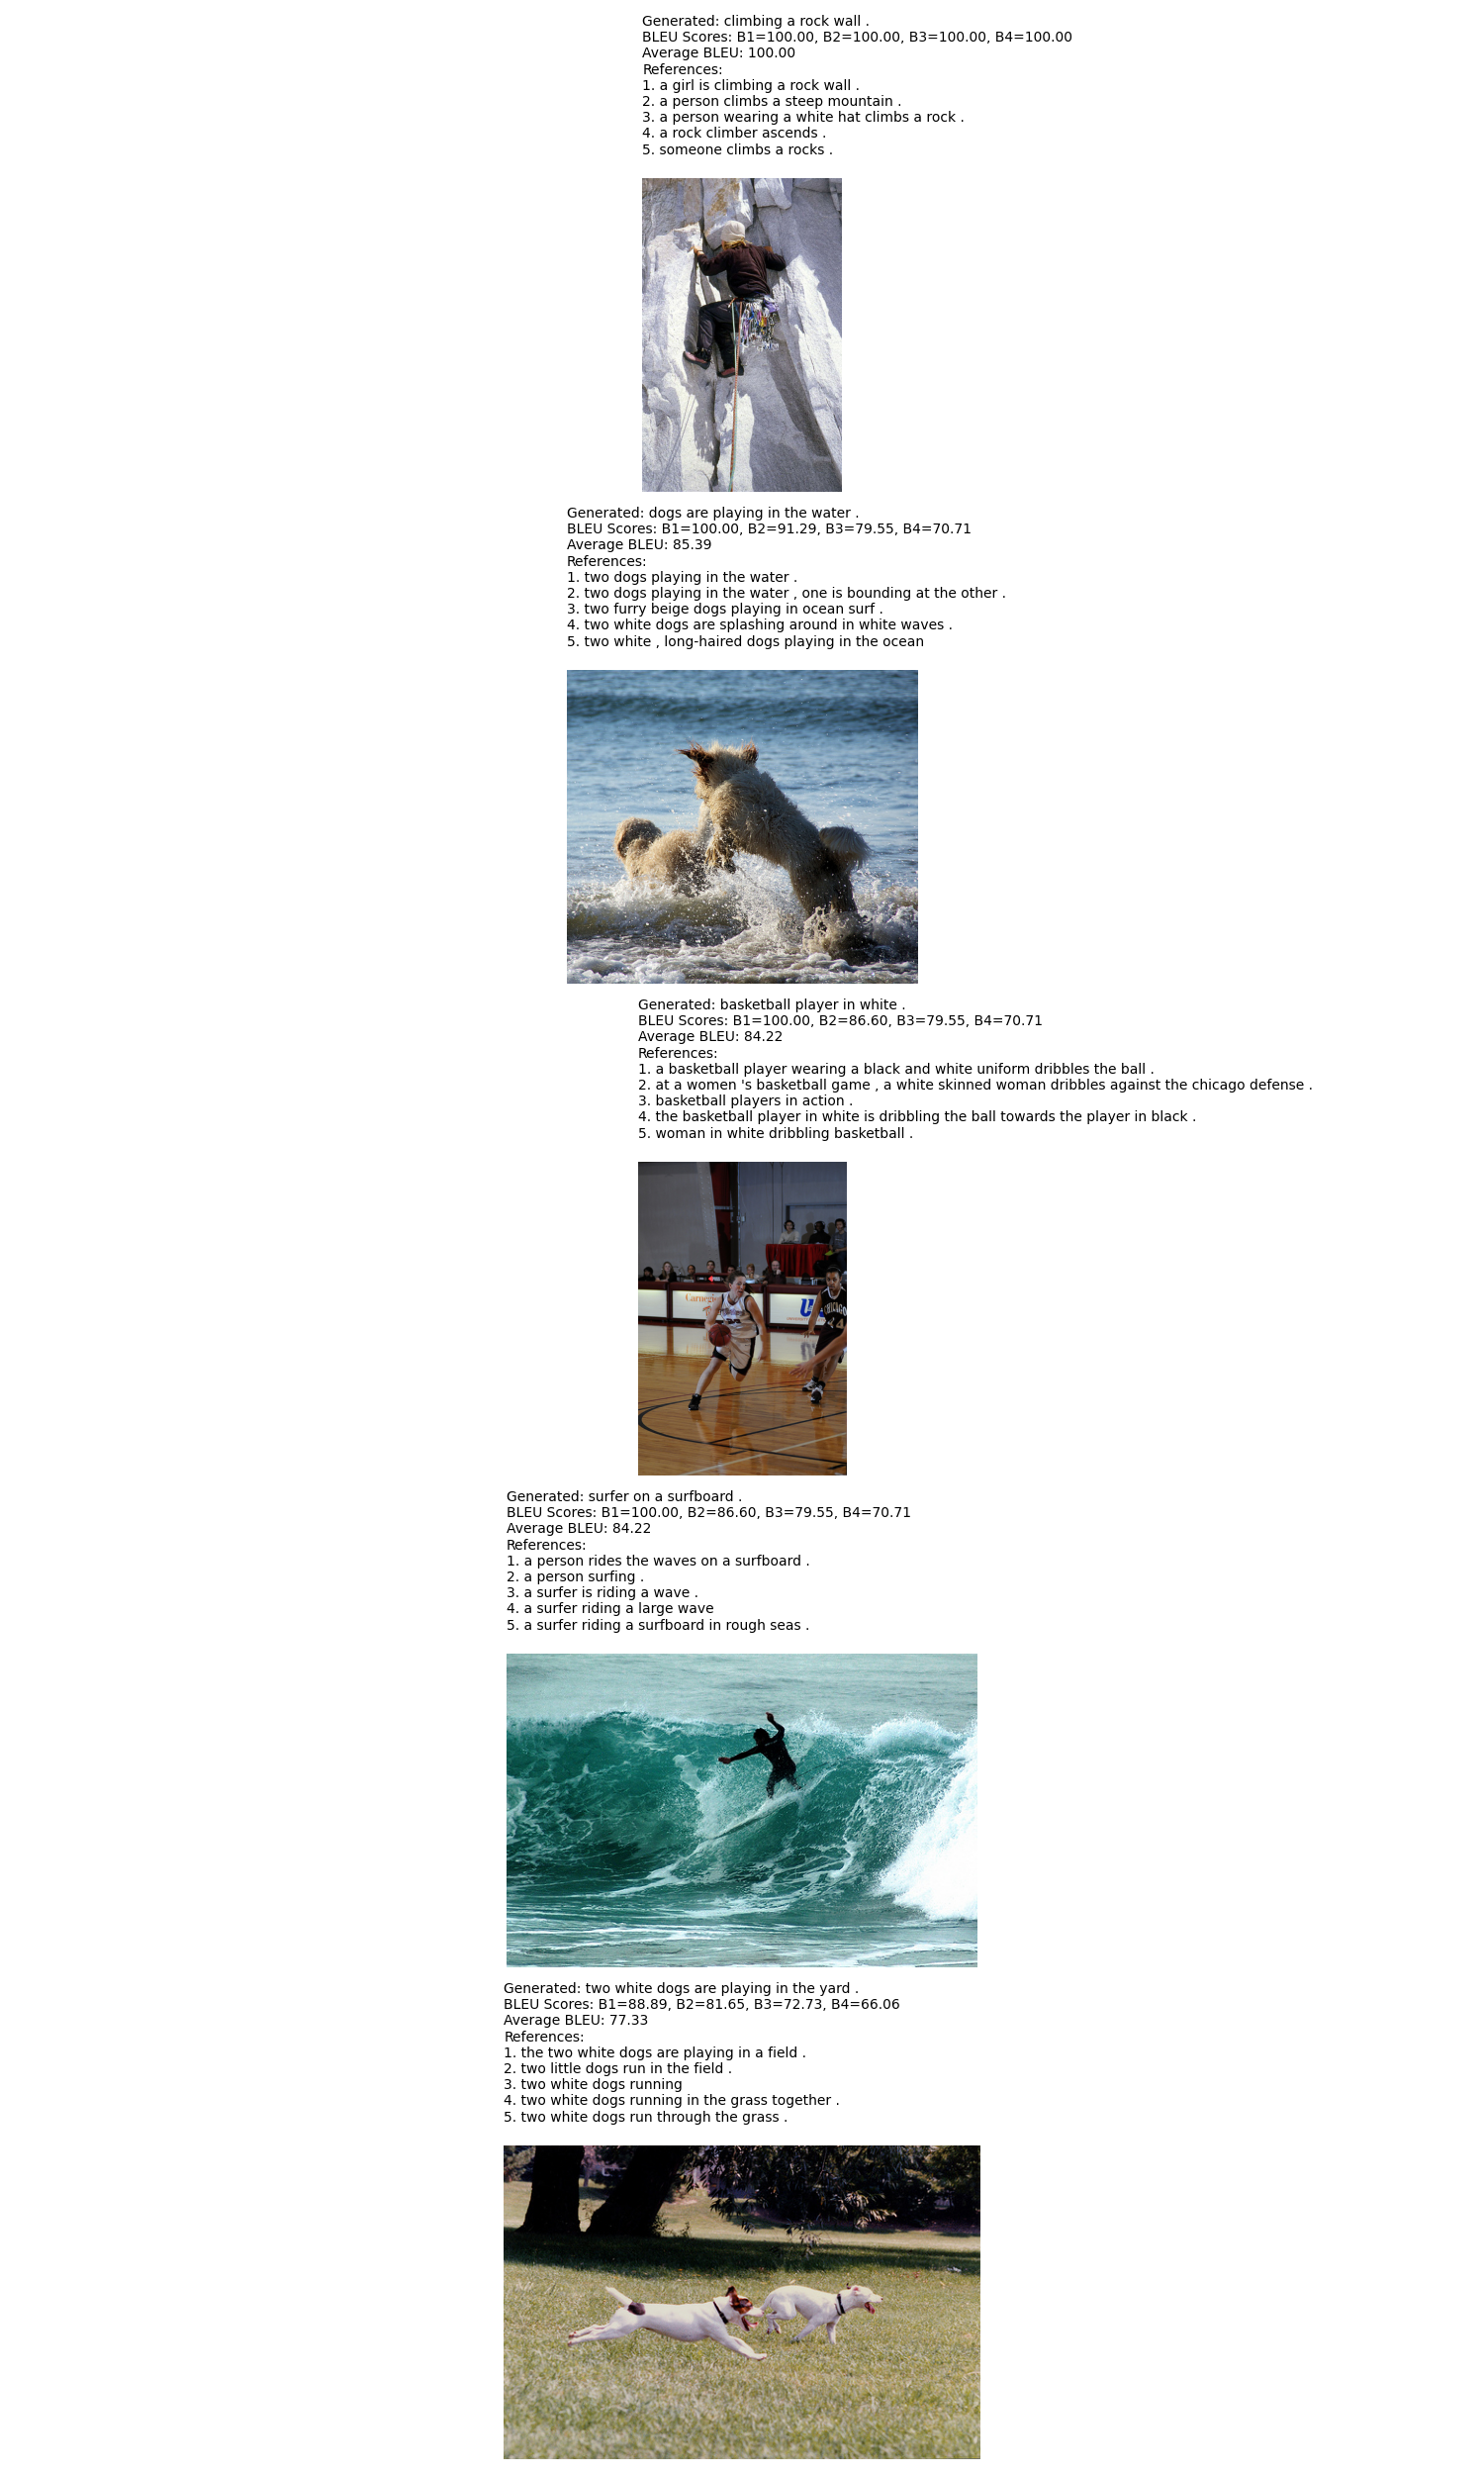 Generated: climbing a rock wall .
BLEU Scores: B1=100.00, B2=100.00, B3=100.00, B4=100.00
Average BLEU: 100.00
References:
1. a girl is climbing a rock wall .
2. a person climbs a steep mountain .
3. a person wearing a white hat climbs a rock .
4. a rock climber ascends .
5. someone climbs a rocks .
Generated: dogs are playing in the water .
BLEU Scores: B1=100.00, B2=91.29, B3=79.55, B4=70.71
Average BLEU: 85.39
References:
1. two dogs playing in the water .
2. two dogs playing in the water , one is bounding at the other .
3. two furry beige dogs playing in ocean surf .
4. two white dogs are splashing around in white waves .
5. two white , long-haired dogs playing in the ocean
Generated: basketball player in white .
BLEU Scores: B1=100.00, B2=86.60, B3=79.55, B4=70.71
Average BLEU: 84.22
References:
1. a basketball player wearing a black and white uniform dribbles the ball .
2. at a women 's basketball game , a white skinned woman dribbles against the chicago defense .
3. basketball players in action .
4. the basketball player in white is dribbling the ball towards the player in black .
5. woman in white dribbling basketball .
Carnegie
CHICAGO
Generated: surfer on a surfboard .
BLEU Scores: B1=100.00, B2=86.60, B3=79.55, B4=70.71
Average BLEU: 84.22
References:
1. a person rides the waves on a surfboard .
2. a person surfing .
3. a surfer is riding a wave .
4. a surfer riding a large wave
5. a surfer riding a surfboard in rough seas .
Generated: two white dogs are playing in the yard .
BLEU Scores: B1=88.89, B2=81.65, B3=72.73, B4=66.06
Average BLEU: 77.33
References:
1. the two white dogs are playing in a field .
2. two little dogs run in the field .
3. two white dogs running
4. two white dogs running in the grass together .
5. two white dogs run through the grass .